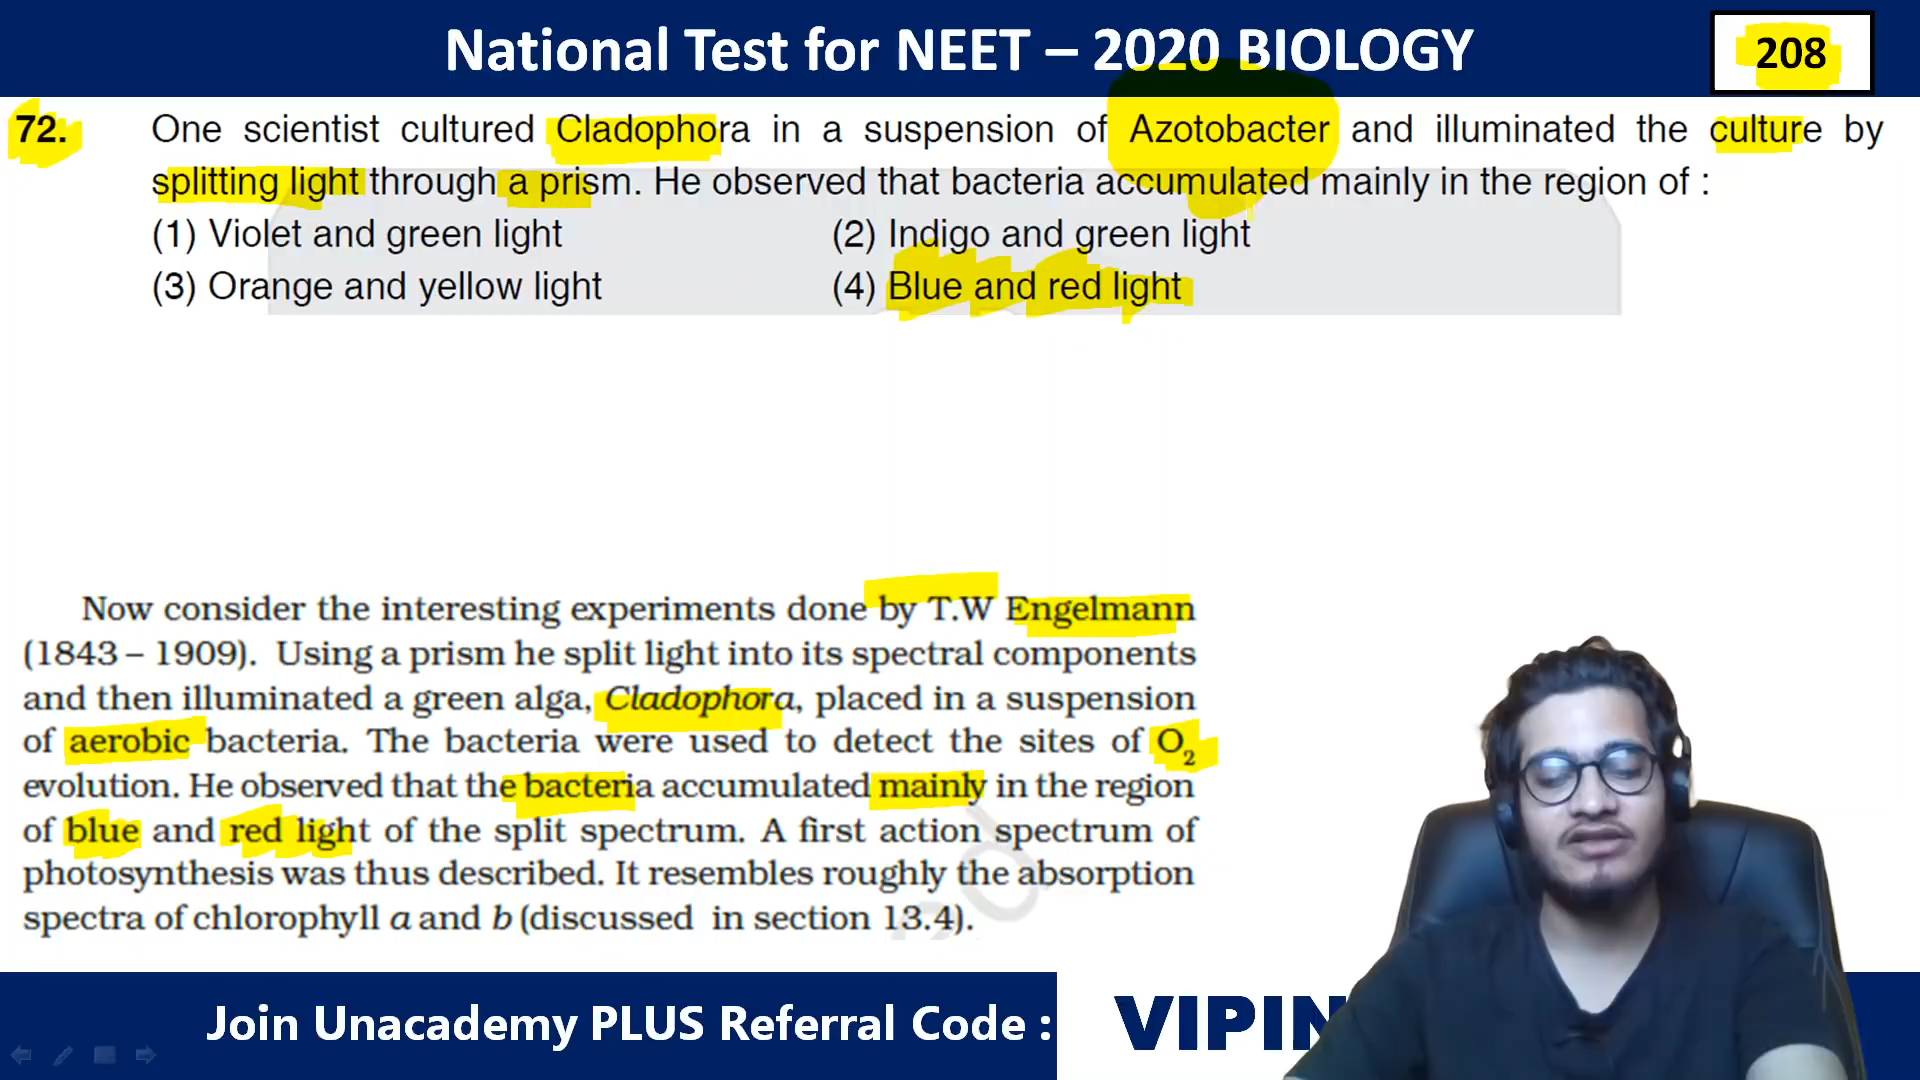 National Test for NEET – 2020 BIOLOGY
208
72. One scientist cultured Cladophora in a suspension of Azotobacter and illuminated the culture by
splitting light through a prism. He observed that bacteria accumulated mainly in the region of :
(1) Violet and green light (2) Indigo and green light
(3) Orange and yellow light (4) Blue and red light
Now consider the interesting experiments done by T.W Engelmann
(1843 – 1909). Using a prism he split light into its spectral components
and then illuminated a green alga, Cladophora, placed in a suspension
of aerobic bacteria. The bacteria were used to detect the sites of O₂
evolution. He observed that the bacteria accumulated mainly in the region
of blue and red light of the split spectrum. A first action spectrum of
photosynthesis was thus described. It resembles roughly the absorption
spectra of chlorophyll a and b (discussed in section 13.4).
Join Unacademy PLUS Referral Code :
VIPIN